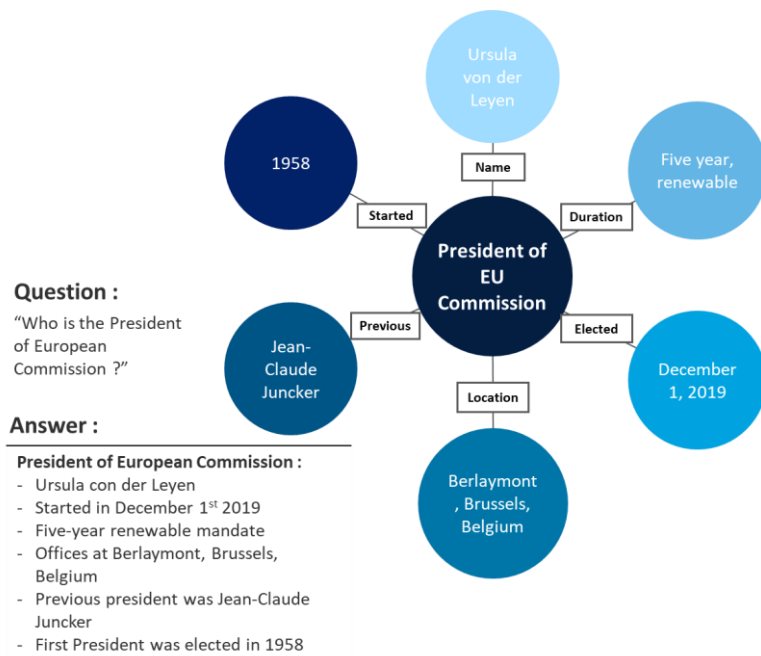 Ursula
von der
Leyen
1958
Name
Five year,
renewable
Started
Duration
President of
EU
Commission
Question :
“Who is the President
of European
Commission ?”
Previous
Elected
Jean-
Claude
Juncker
December
1, 2019
Location
Answer :
Berlaymont
, Brussels,
Belgium
President of European Commission :
- Ursula con der Leyen
- Started in December 1st 2019
- Five-year renewable mandate
- Offices at Berlaymont, Brussels,
Belgium
- Previous president was Jean-Claude
Juncker
- First President was elected in 1958